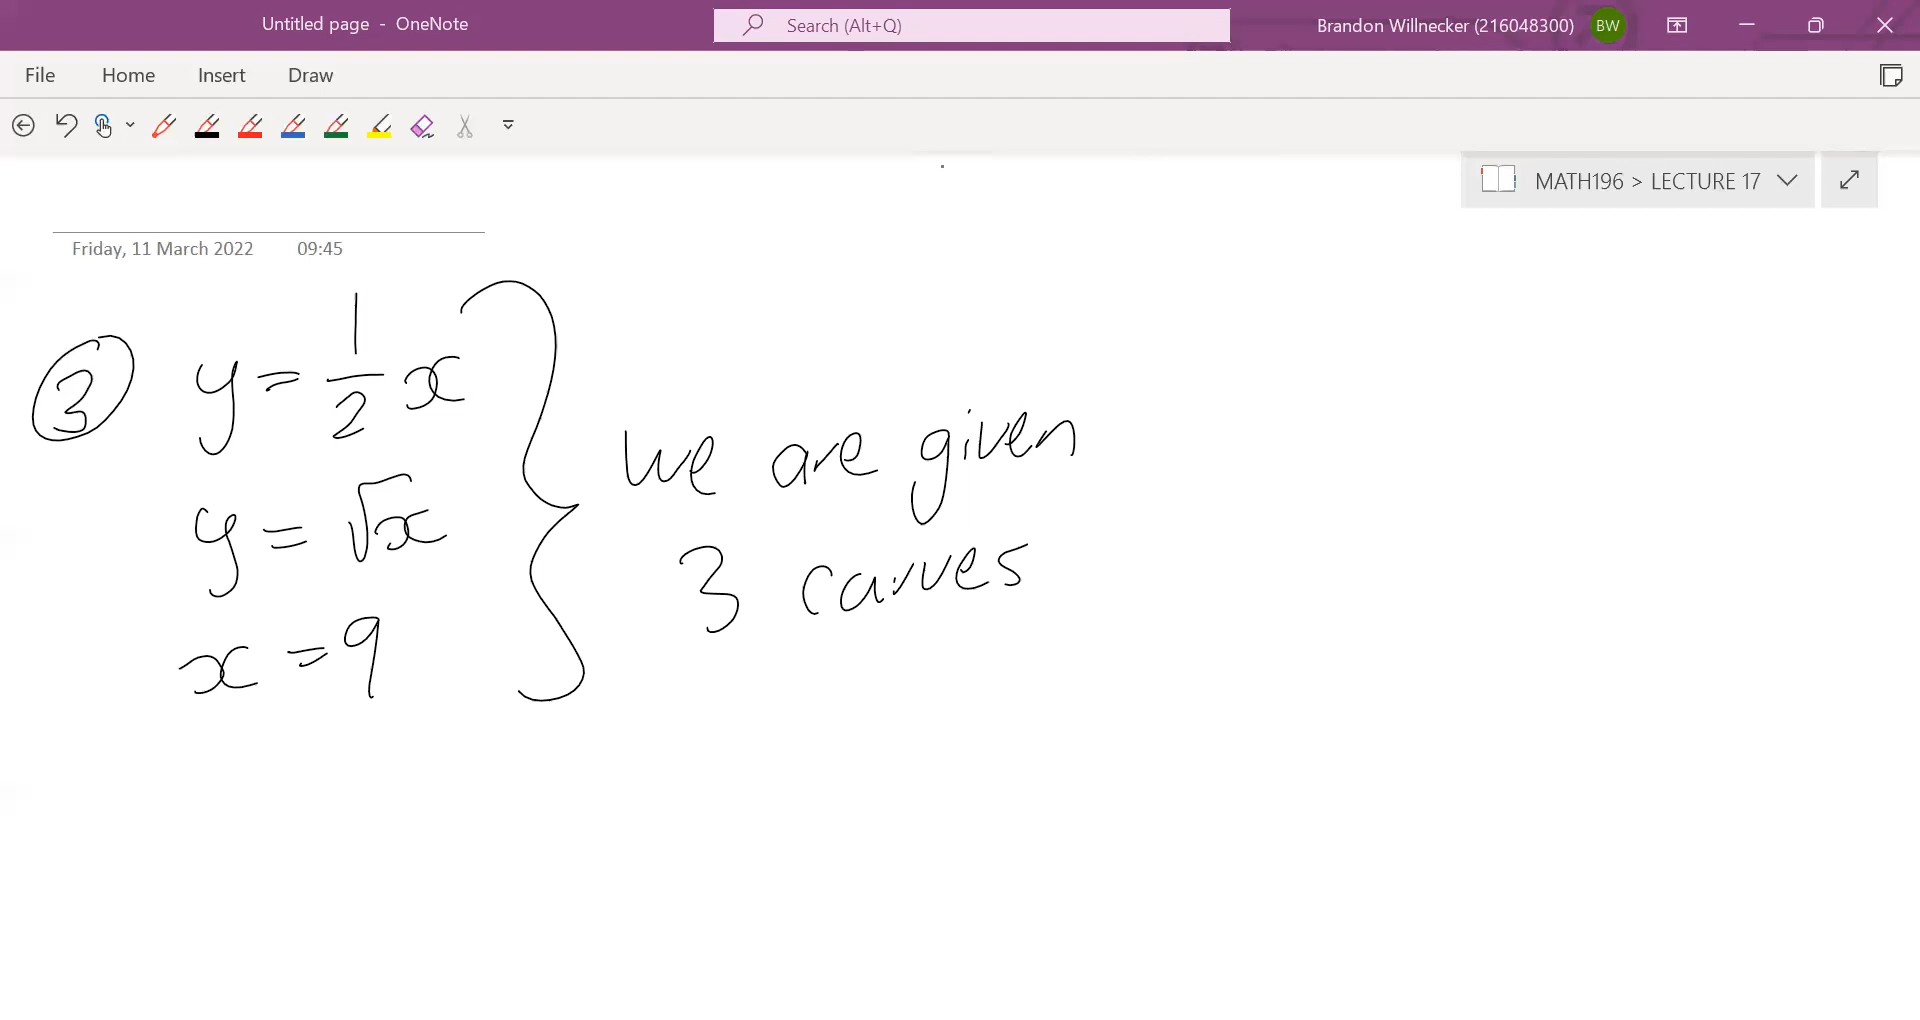 Untitled page - OneNote
Search (Alt+Q)
Brandon Willnecker (216048300) BW
File Home Insert Draw
MATH196 > LECTURE 17
Friday, 11 March 2022 09:45
③ y = 1/2 x
y = √x
x = 9
we are given
3 curves